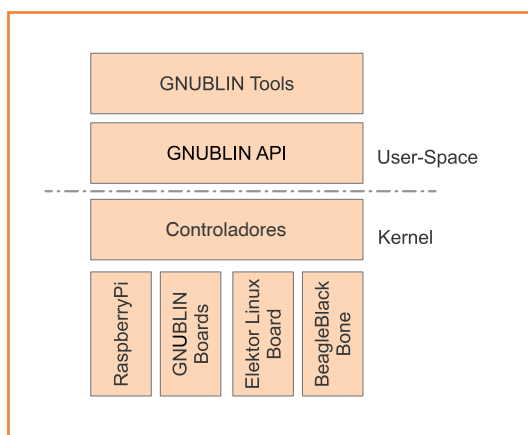 GNUBLIN Tools
GNUBLIN API
User-Space
Controladores
Kernel
RaspberryPi
GNUBLIN
Boards
Elektor Linux
Board
BeagleBlack
Bone